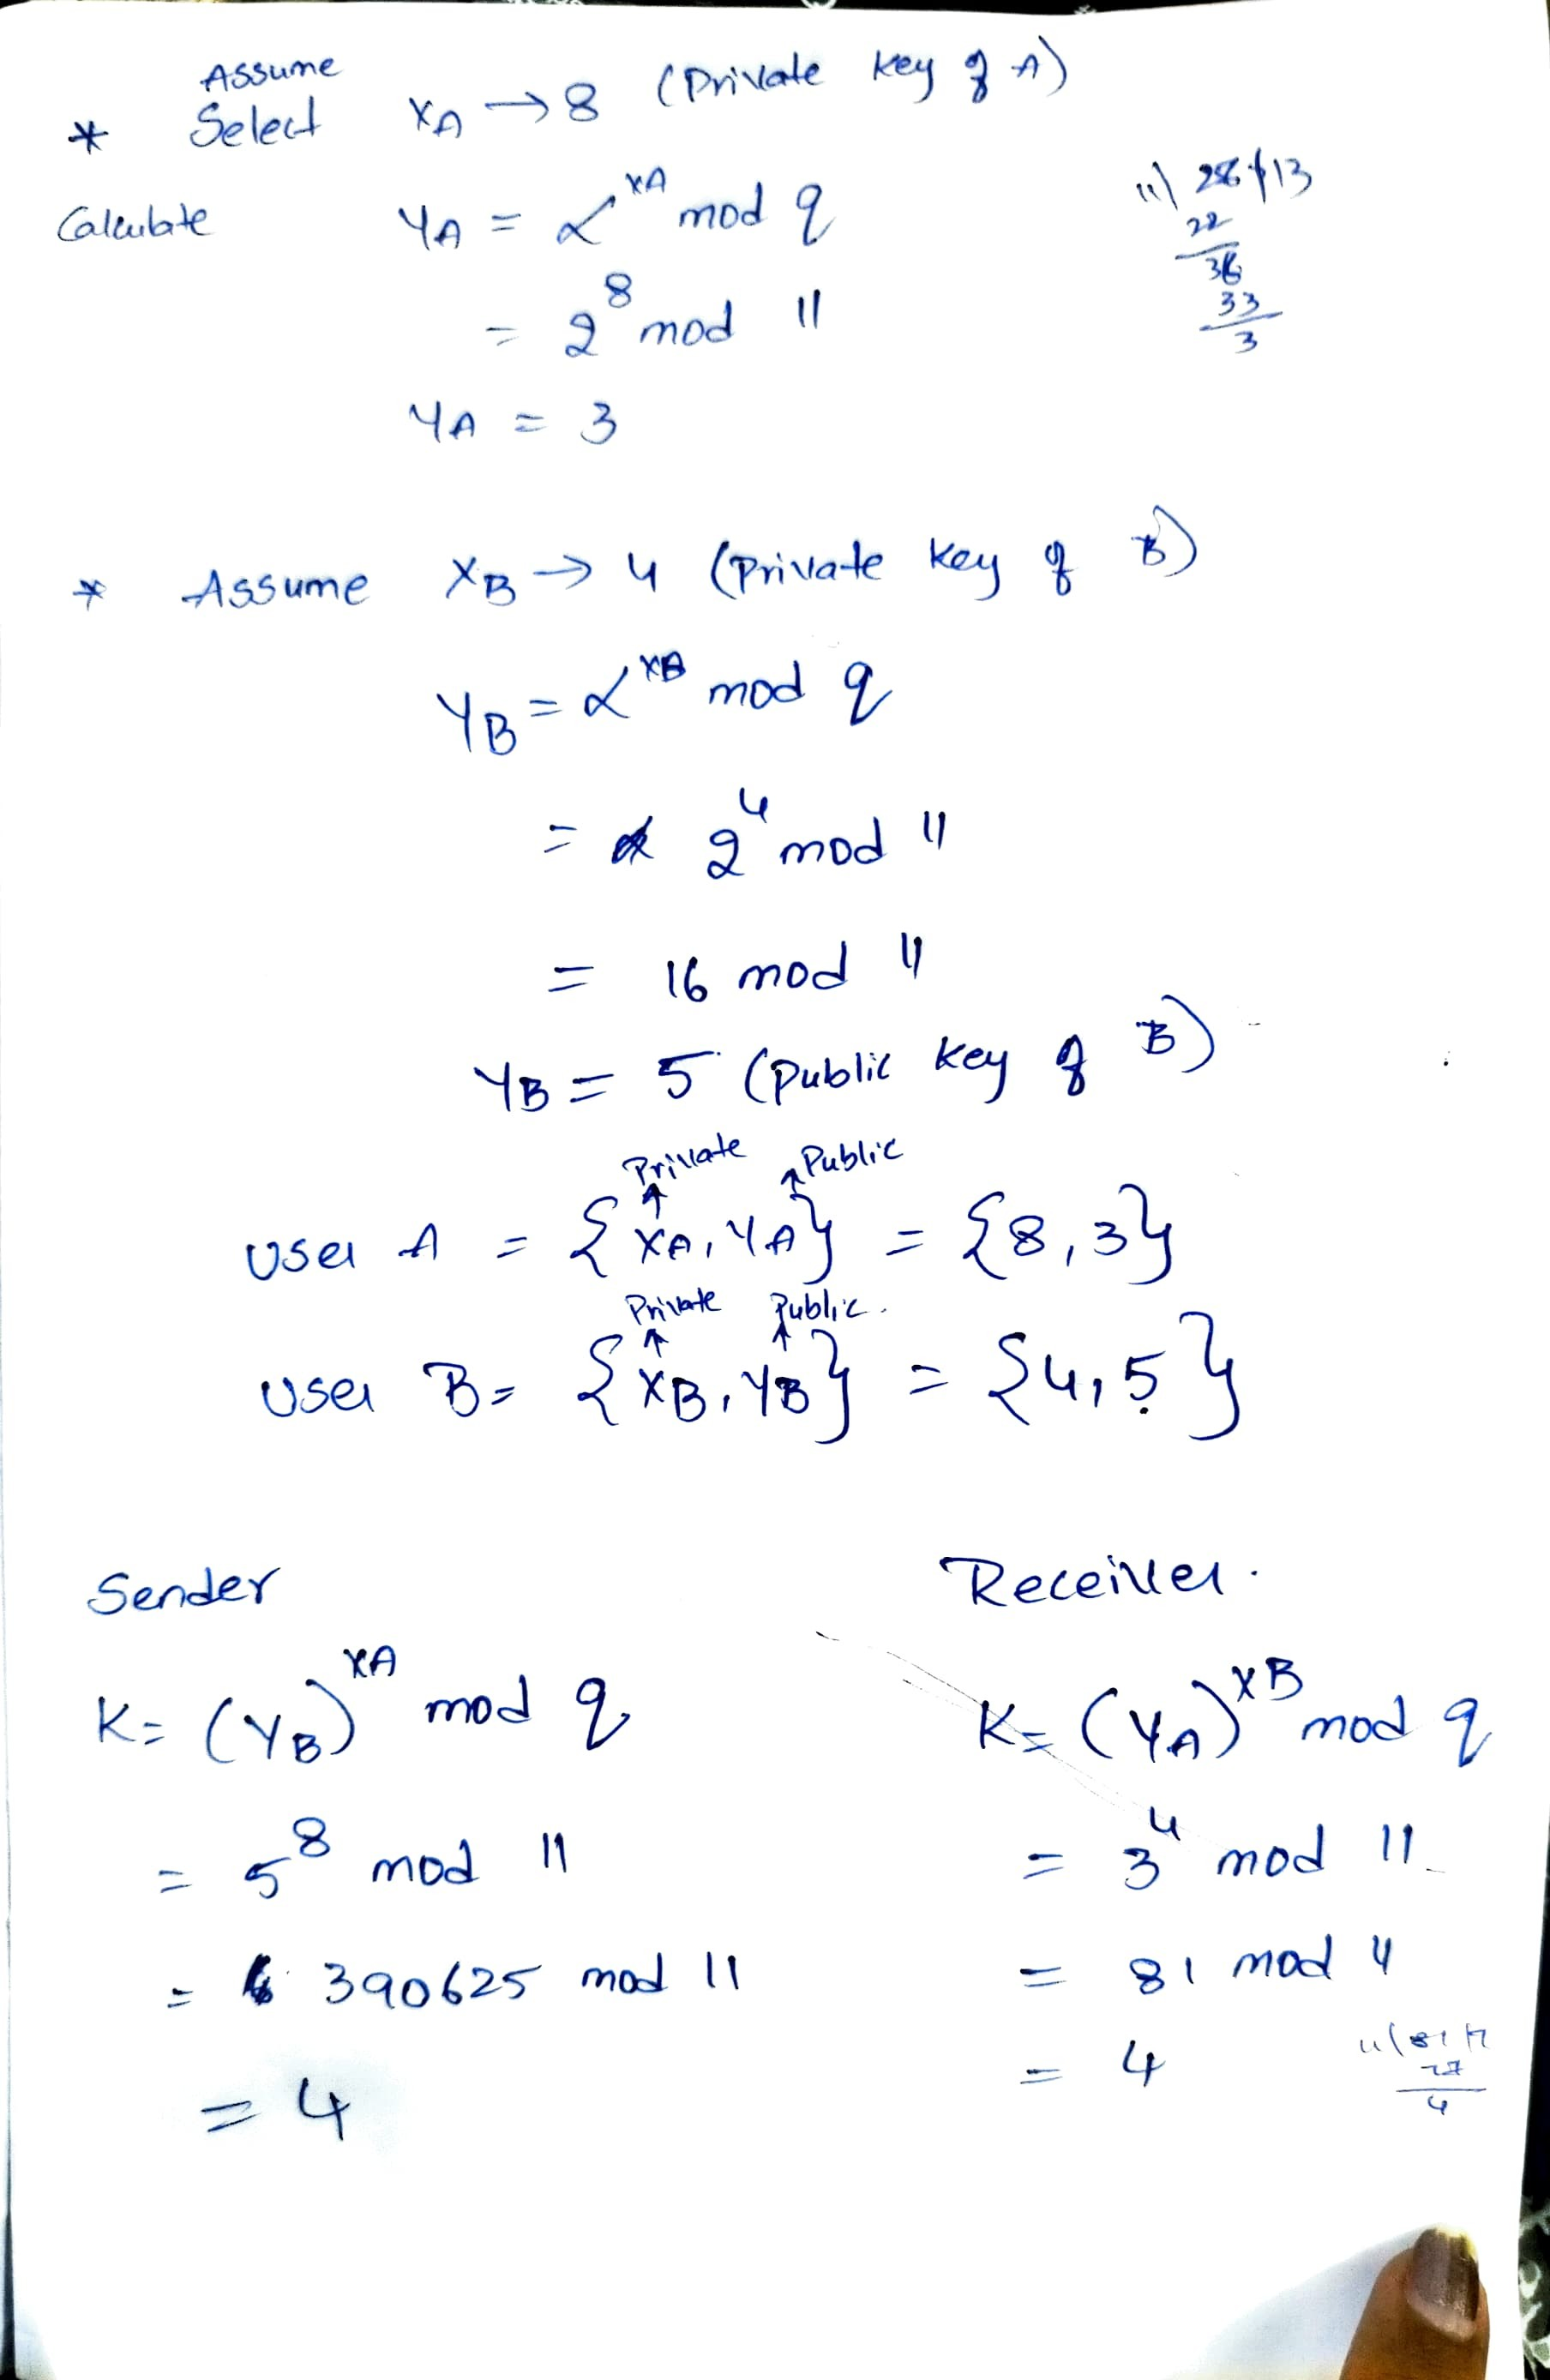 Assume
* Select XA → 8 (Private key of A)
Calculate YA = α^XA mod q
= 2^8 mod 11
YA = 3
22
36
33
3
* Assume XB → 4 (Private key of B)
YB = α^XB mod q
= 2^4 mod 11
= 16 mod 11
YB = 5 (Public key of B)
Private Public
User A = {XA, YA} = {8, 3}
Private Public
User B = {XB, YB} = {4, 5}
Sender
K = (YB)^XA mod q
= 5^8 mod 11
= 390625 mod 11
= 4
Receiver.
K = (YA)^XB mod q
= 3^4 mod 11
= 81 mod 11
= 4
4